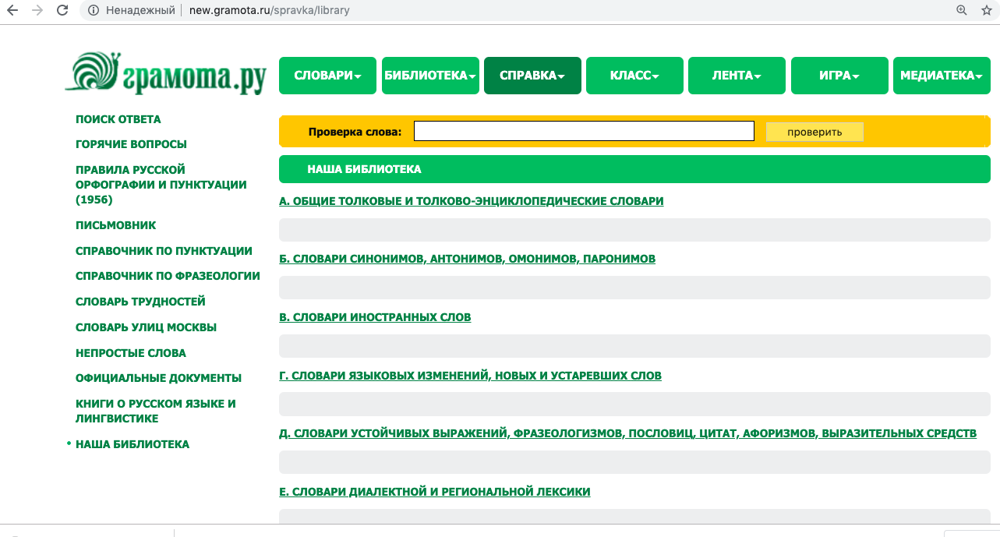 Ненадежный new.gramota.ru/spravka/library
грамота.ру
СЛОВАРИ БИБЛИОТЕКА СПРАВКА КЛАСС ЛЕНТА ИГРА МЕДИАТЕКА
ПОИСК ОТВЕТА
ГОРЯЧИЕ ВОПРОСЫ
ПРАВИЛА РУССКОЙ
ОРФОГРАФИИ И ПУНКТУАЦИИ
(1956)
ПИСЬМОВНИК
СПРАВОЧНИК ПО ПУНКТУАЦИИ
СПРАВОЧНИК ПО ФРАЗЕОЛОГИИ
СЛОВАРЬ ТРУДНОСТЕЙ
СЛОВАРЬ УЛИЦ МОСКВЫ
НЕПРОСТЫЕ СЛОВА
ОФИЦИАЛЬНЫЕ ДОКУМЕНТЫ
КНИГИ О РУССКОМ ЯЗЫКЕ И
ЛИНГВИСТИКЕ
НАША БИБЛИОТЕКА
Проверка слова: проверить
НАША БИБЛИОТЕКА
А. ОБЩИЕ ТОЛКОВЫЕ И ТОЛКОВО-ЭНЦИКЛОПЕДИЧЕСКИЕ СЛОВАРИ
Б. СЛОВАРИ СИНОНИМОВ, АНТОНИМОВ, ОМОНИМОВ, ПАРОНИМОВ
В. СЛОВАРИ ИНОСТРАННЫХ СЛОВ
Г. СЛОВАРИ ЯЗЫКОВЫХ ИЗМЕНЕНИЙ, НОВЫХ И УСТАРЕВШИХ СЛОВ
Д. СЛОВАРИ УСТОЙЧИВЫХ ВЫРАЖЕНИЙ, ФРАЗЕОЛОГИЗМОВ, ПОСЛОВИЦ, ЦИТАТ, АФОРИЗМОВ, ВЫРАЗИТЕЛЬНЫХ СРЕДСТВ
Е. СЛОВАРИ ДИАЛЕКТНОЙ И РЕГИОНАЛЬНОЙ ЛЕКСИКИ